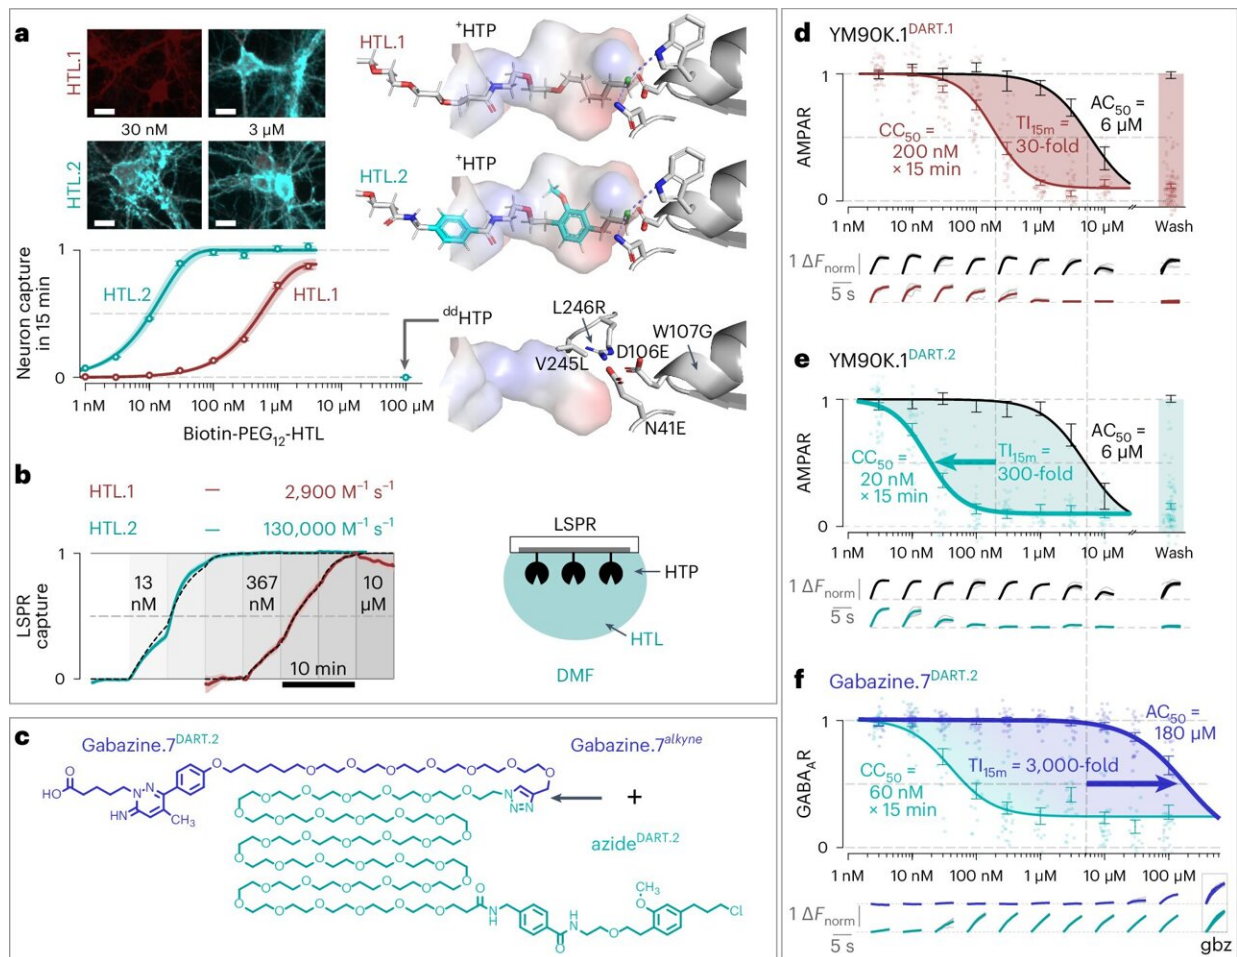 a
HTL.1
30 nM
3 µM
HTL.2
HTL.1
⁺HTP
HTL.2
⁺HTP
ᵈᵈHTP
L246R
W107G
V245L
D106E
N41E
Neuron capture
in 15 min
1
0
HTL.2
HTL.1
1 nM
10 nM
100 nM
1 µM
10 µM
100 µM
Biotin-PEG₁₂-HTL
b
HTL.1 — 2,900 M⁻¹ s⁻¹
HTL.2 — 130,000 M⁻¹ s⁻¹
LSPR
capture
1
0
13
nM
367
nM
10
µM
10 min
LSPR
HTP
HTL
DMF
c
Gabazine.7ᴰᴬᴿᵀ·²
Gabazine.7ᵃˡᵏʸⁿᵉ
+
azideᴰᴬᴿᵀ·²
O
HO
N
N
IN
CH₃
O
O
O
O
O
O
O
O
N
N=N
O
NH
O
NH
O
CH₃
O
Cl
d
YM90K.1ᴰᴬᴿᵀ·¹
AMPAR
1
0
CC₅₀ =
200 nM
× 15 min
TI₁₅ₘ =
30-fold
AC₅₀ =
6 µM
1 nM
10 nM
100 nM
1 µM
10 µM
Wash
1 ΔFₙₒᵣₘ
5 s
e
YM90K.1ᴰᴬᴿᵀ·²
AMPAR
1
0
CC₅₀ =
20 nM
× 15 min
TI₁₅ₘ =
300-fold
AC₅₀ =
6 µM
1 nM
10 nM
100 nM
1 µM
10 µM
Wash
1 ΔFₙₒᵣₘ
5 s
f
Gabazine.7ᴰᴬᴿᵀ·²
GABA_AR
1
0
CC₅₀ =
60 nM
× 15 min
TI₁₅ₘ = 3,000-fold
AC₅₀ =
180 µM
1 nM
10 nM
100 nM
1 µM
10 µM
100 µM
1 ΔFₙₒᵣₘ
5 s
gbz